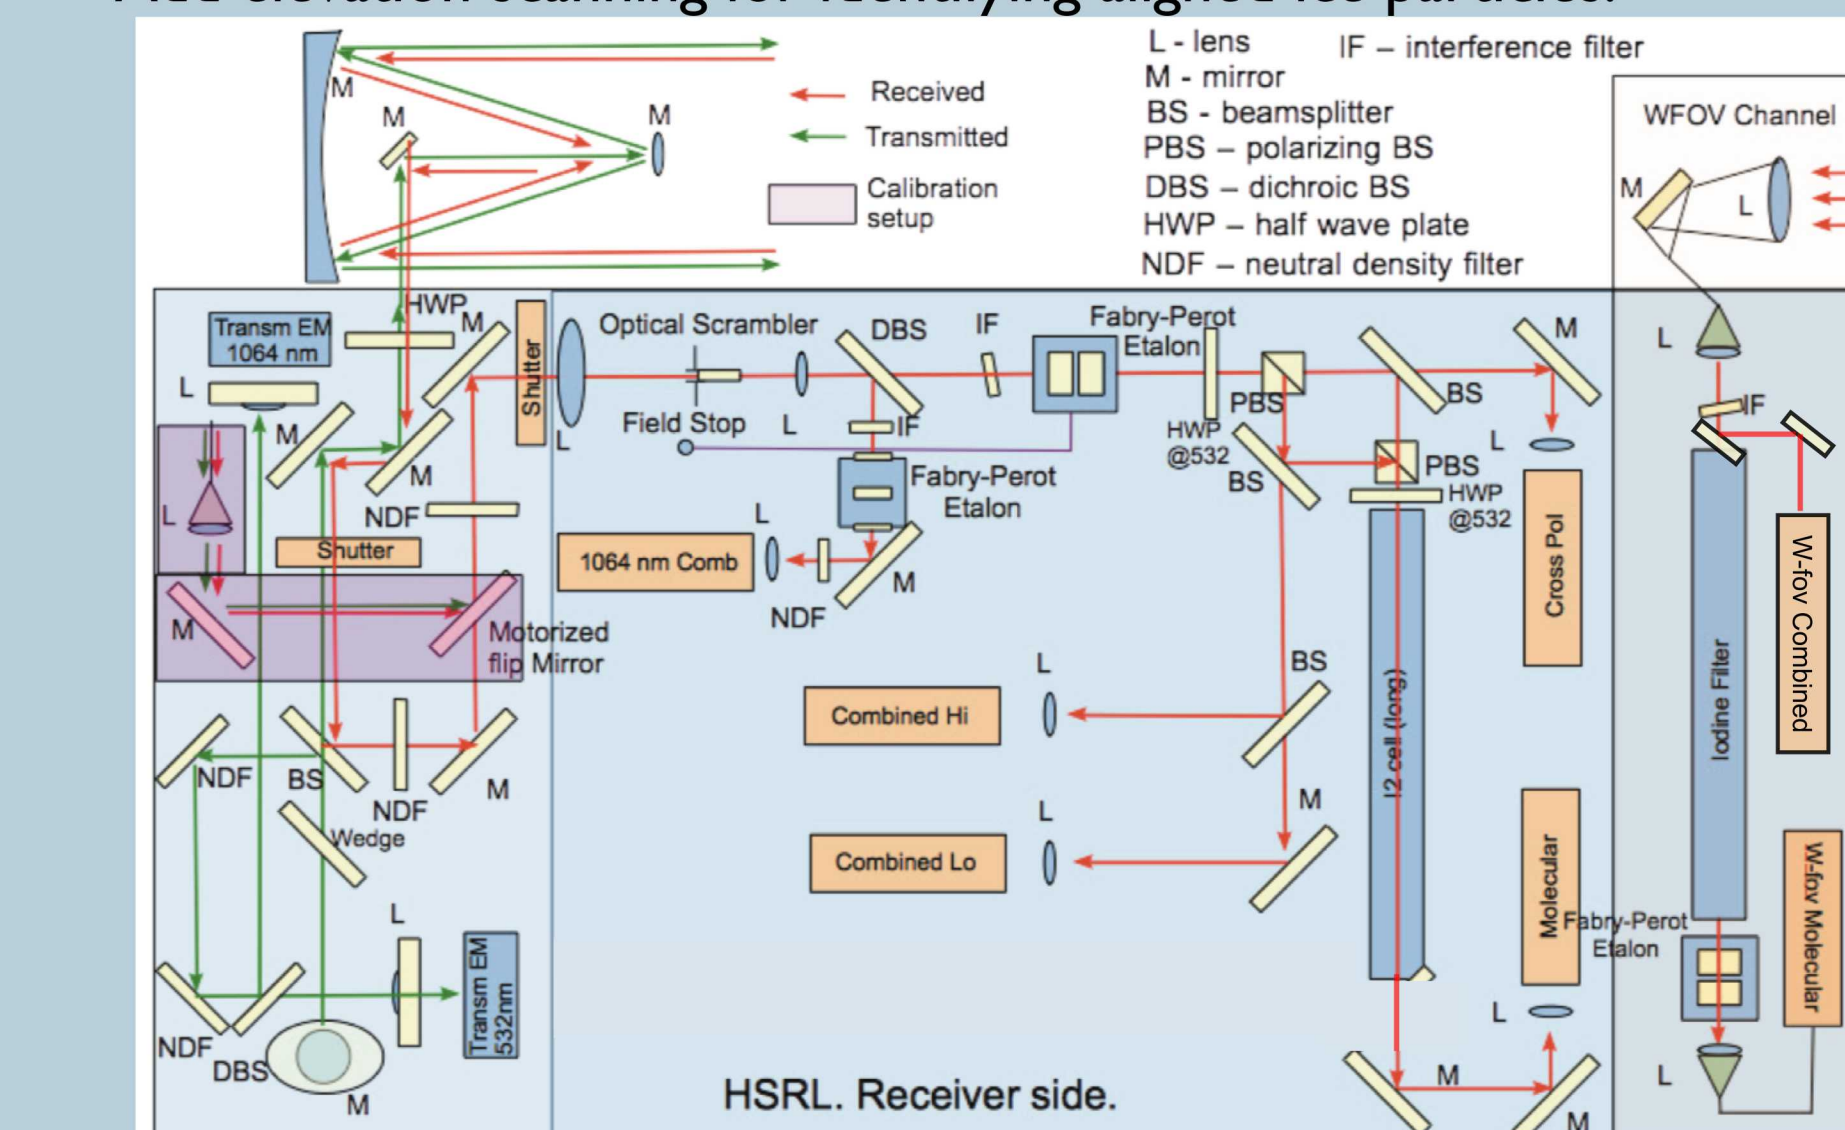 M
M
M
Received
Transmitted
Calibration
setup
L - lens
IF – interference filter
M - mirror
BS - beamsplitter
PBS – polarizing BS
DBS – dichroic BS
HWP – half wave plate
NDF – neutral density filter
WFOV Channel
M
L
Transm EM
1064 nm
HWP
M
L
M
M
L
NDF
Shutter
Shutter
L
Optical Scrambler
Field Stop
L
DBS
IF
IF
Fabry-Perot
Etalon
Fabry-Perot
Etalon
L
1064 nm Comb
NDF
M
HWP
@532
PBS
BS
BS
M
L
PBS
HWP
@532
Cross Pol
M
Motorized
flip Mirror
NDF
BS
NDF
M
Wedge
L
Transm EM
532nm
NDF
DBS
M
L
BS
Combined Hi
L
M
Combined Lo
I2 cell (long)
Molecular
L
M
M
HSRL. Receiver side.
L
IF
Iodine Filter
W-fov Combined
Fabry-Perot
Etalon
W-fov Molecular
L